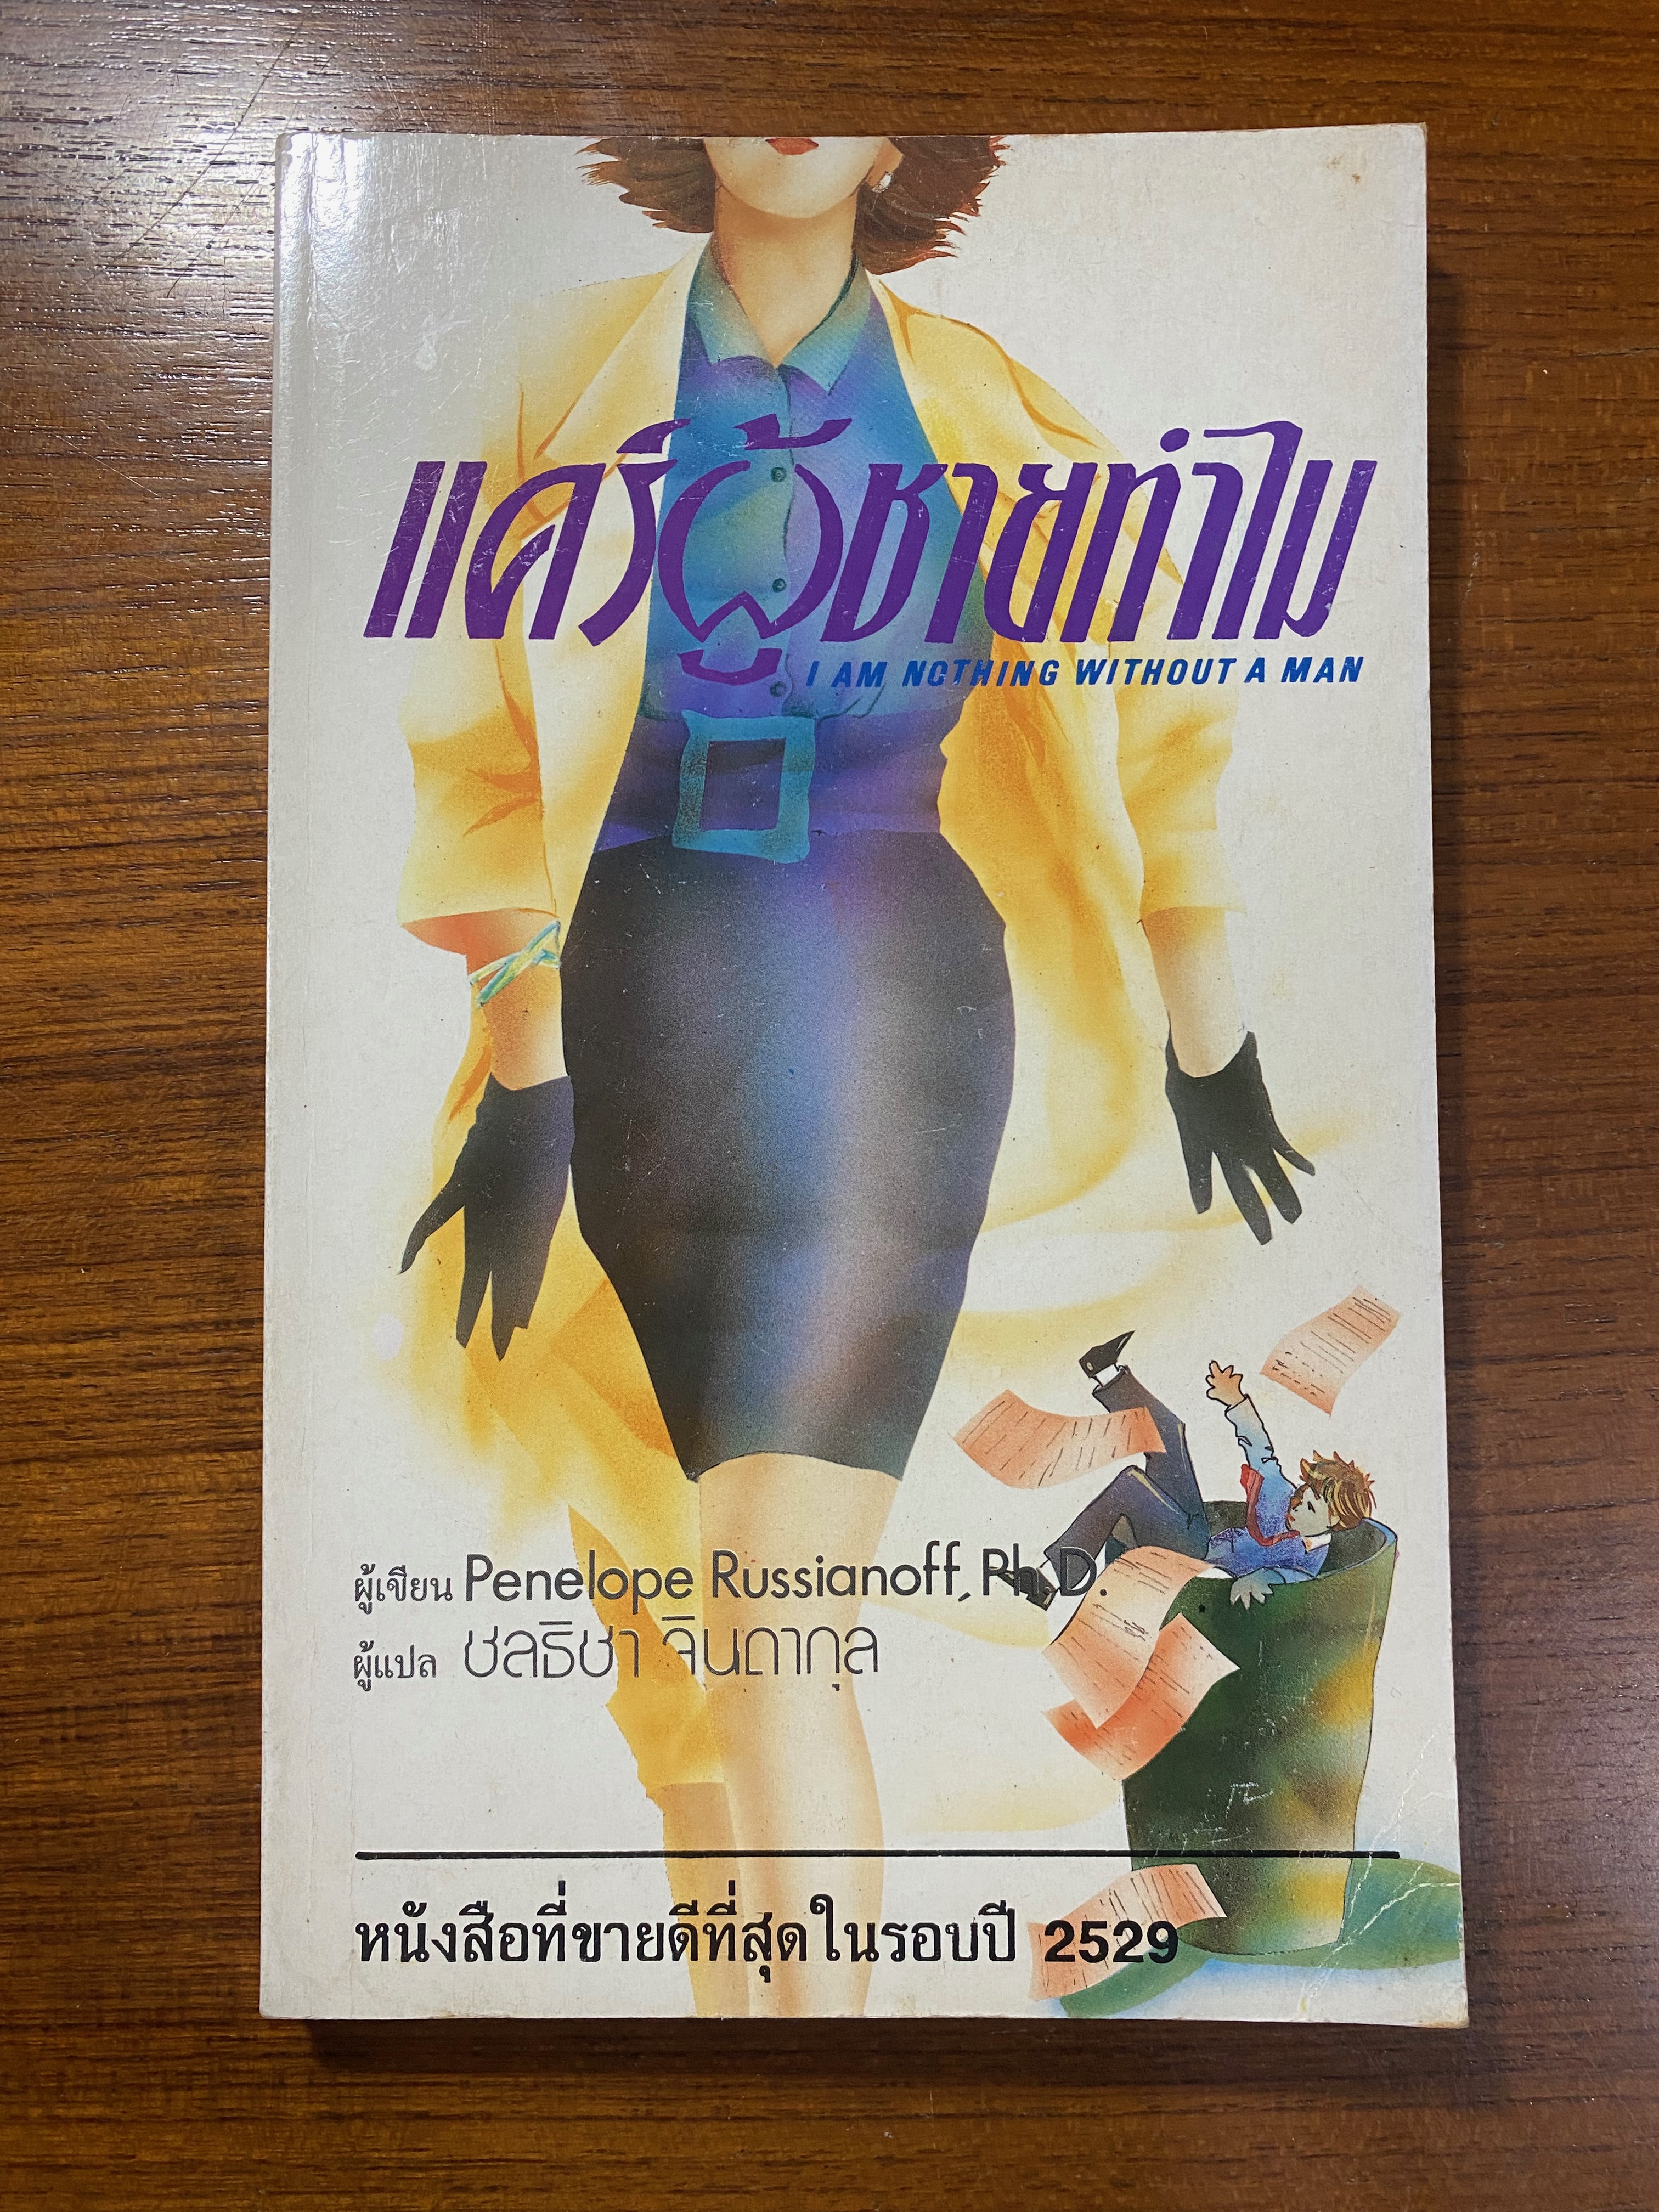 แคร์ผู้ชายทำไม
I AM NOTHING WITHOUT A MAN
ผู้เขียน Penelope Russianoff, Ph.D.
ผู้แปล ชลธิชา จินดากุล
หนังสือที่ขายดีที่สุดในรอบปี 2529